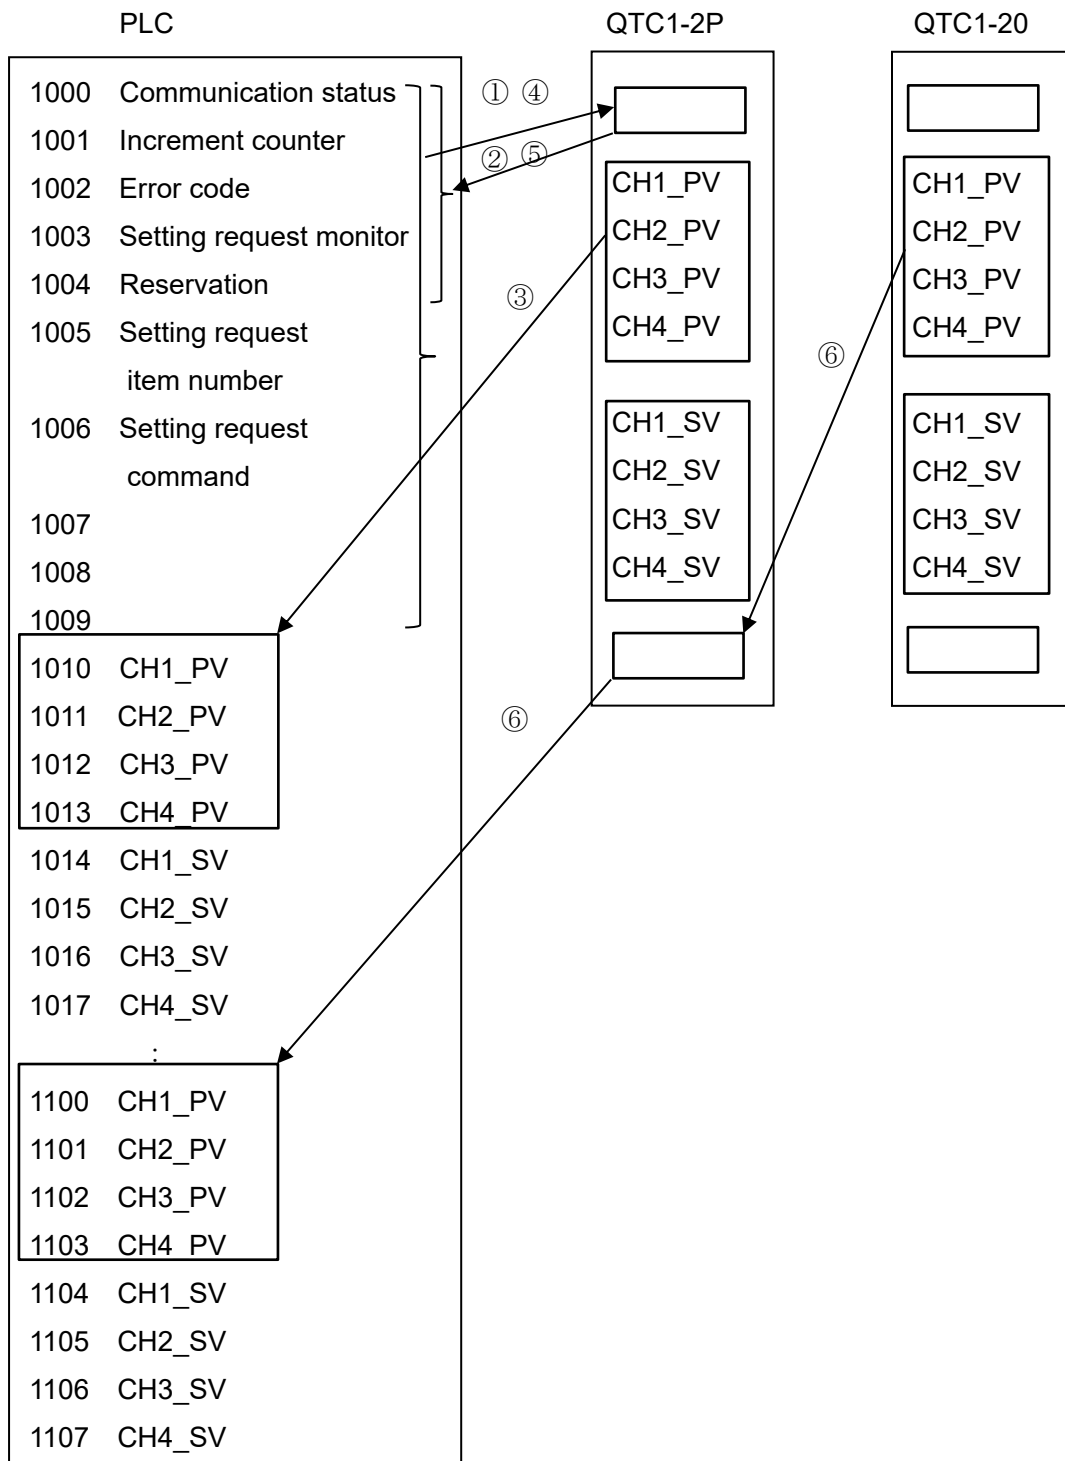 PLC
QTC1-2P
QTC1-20
1000 Communication status
1001 Increment counter
1002 Error code
1003 Setting request monitor
1004 Reservation
1005 Setting request
item number
1006 Setting request
command
1007
1008
1009
1010 CH1_PV
1011 CH2_PV
1012 CH3_PV
1013 CH4_PV
1014 CH1_SV
1015 CH2_SV
1016 CH3_SV
1017 CH4_SV
:
1100 CH1_PV
1101 CH2_PV
1102 CH3_PV
1103 CH4_PV
1104 CH1_SV
1105 CH2_SV
1106 CH3_SV
1107 CH4_SV
① ④
② ⑤
③
⑥
⑥
CH1_PV
CH2_PV
CH3_PV
CH4_PV
CH1_SV
CH2_SV
CH3_SV
CH4_SV
CH1_PV
CH2_PV
CH3_PV
CH4_PV
CH1_SV
CH2_SV
CH3_SV
CH4_SV